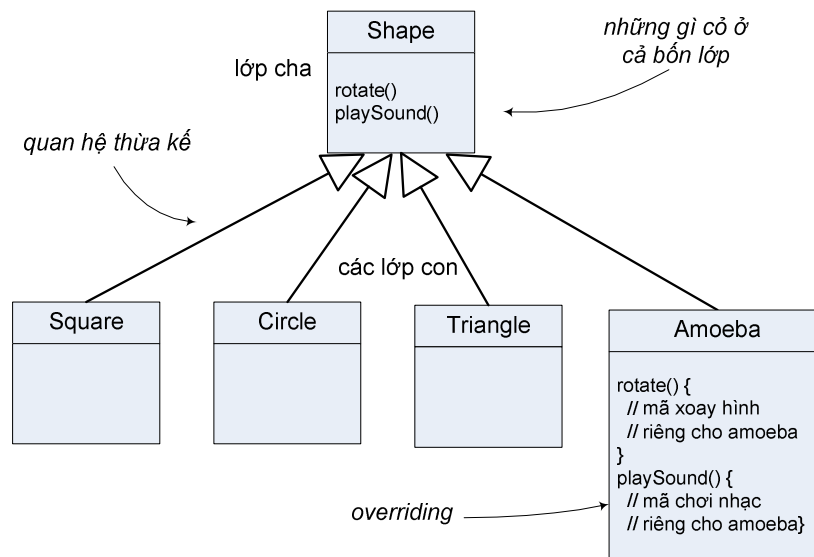 Shape
rotate()
playSound()
lớp cha
những gì cỏ ở
cả bốn lớp
quan hệ thừa kế
các lớp con
Square
Circle
Triangle
Amoeba
rotate() {
// mã xoay hình
// riêng cho amoeba
}
playSound() {
// mã chơi nhạc
// riêng cho amoeba}
overriding